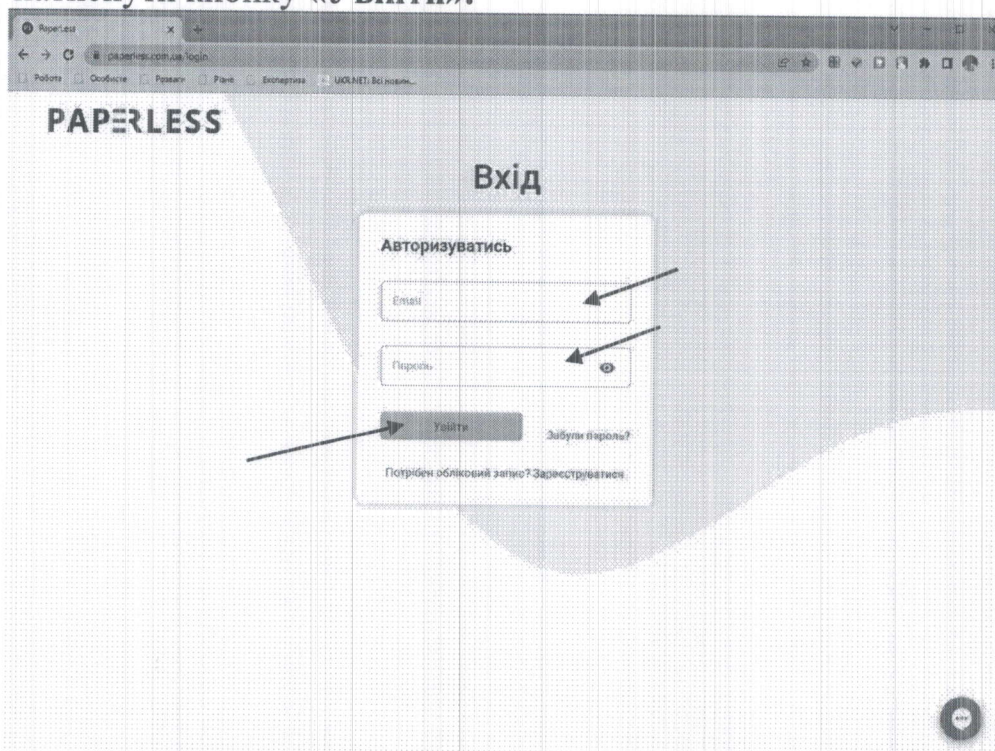 натиснути кнопку «Увійти».
PaperLess
paperless.com.ua/login
Робота Особисте Розваги Різне Експертиза UKR.NET: Всі новин...
PAPERLESS
Вхід
Авторизуватись
Email
Пароль
Увійти
Забули пароль?
Потрібен обліковий запис? Зареєструватися